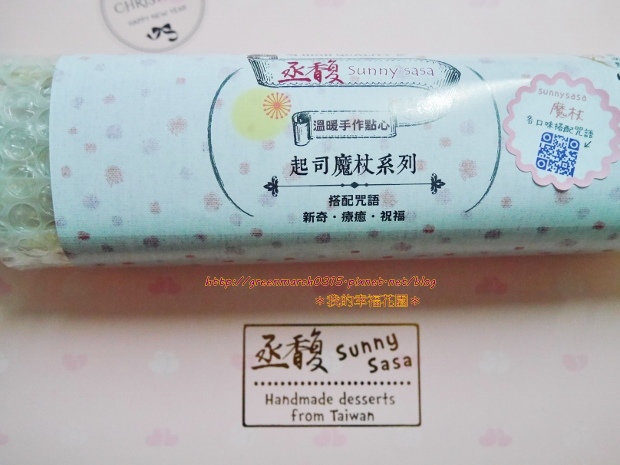 CHRISTMAS
HAPPY NEW YEAR
丞馥 sunny sasa
溫暖手作點心
起司魔杖系列
搭配咒語
新奇·療癒·祝福
sunnysasa
魔杖
各口味搭配咒語
http://greenmarch0315.pixnet.net/blog
＊我的幸福花園＊
丞馥 sunny
sasa
Handmade desserts
from Taiwan